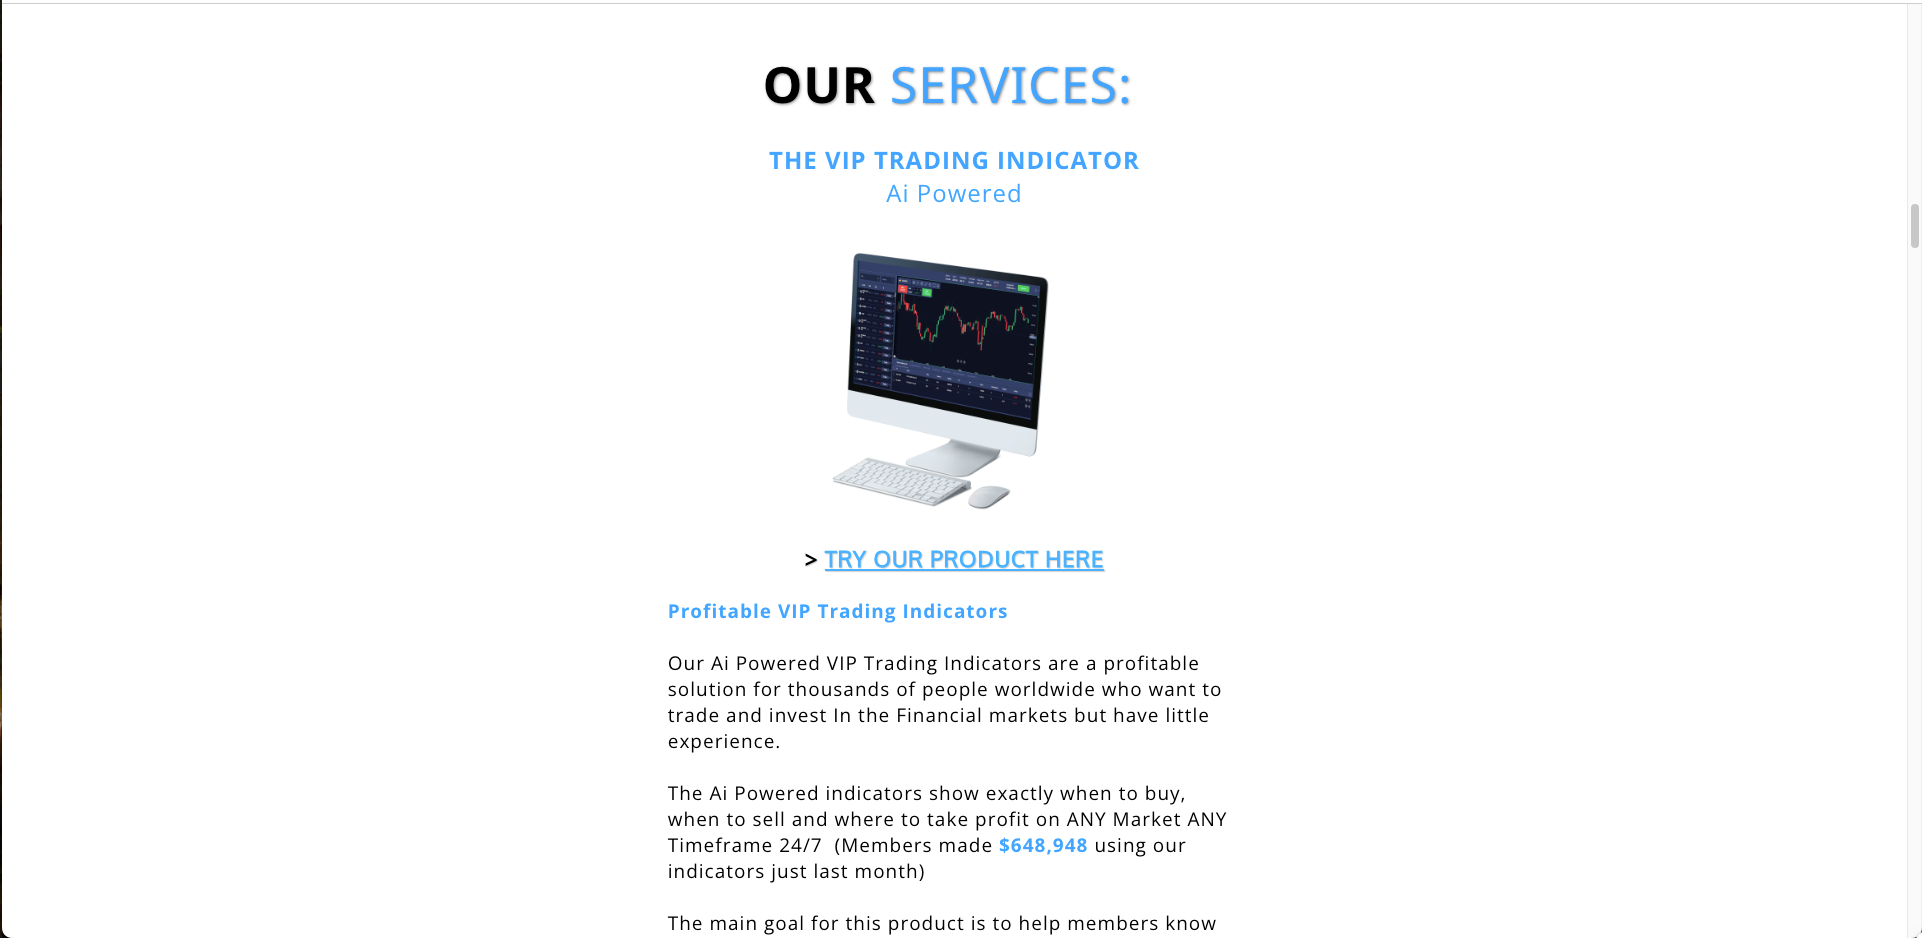 OUR SERVICES:
THE VIP TRADING INDICATOR
Ai Powered
> TRY OUR PRODUCT HERE
Profitable VIP Trading Indicators
Our Ai Powered VIP Trading Indicators are a profitable
solution for thousands of people worldwide who want to
trade and invest In the Financial markets but have little
experience.
The Ai Powered indicators show exactly when to buy,
when to sell and where to take profit on ANY Market ANY
Timeframe 24/7  (Members made $648,948 using our
indicators just last month)
The main goal for this product is to help members know